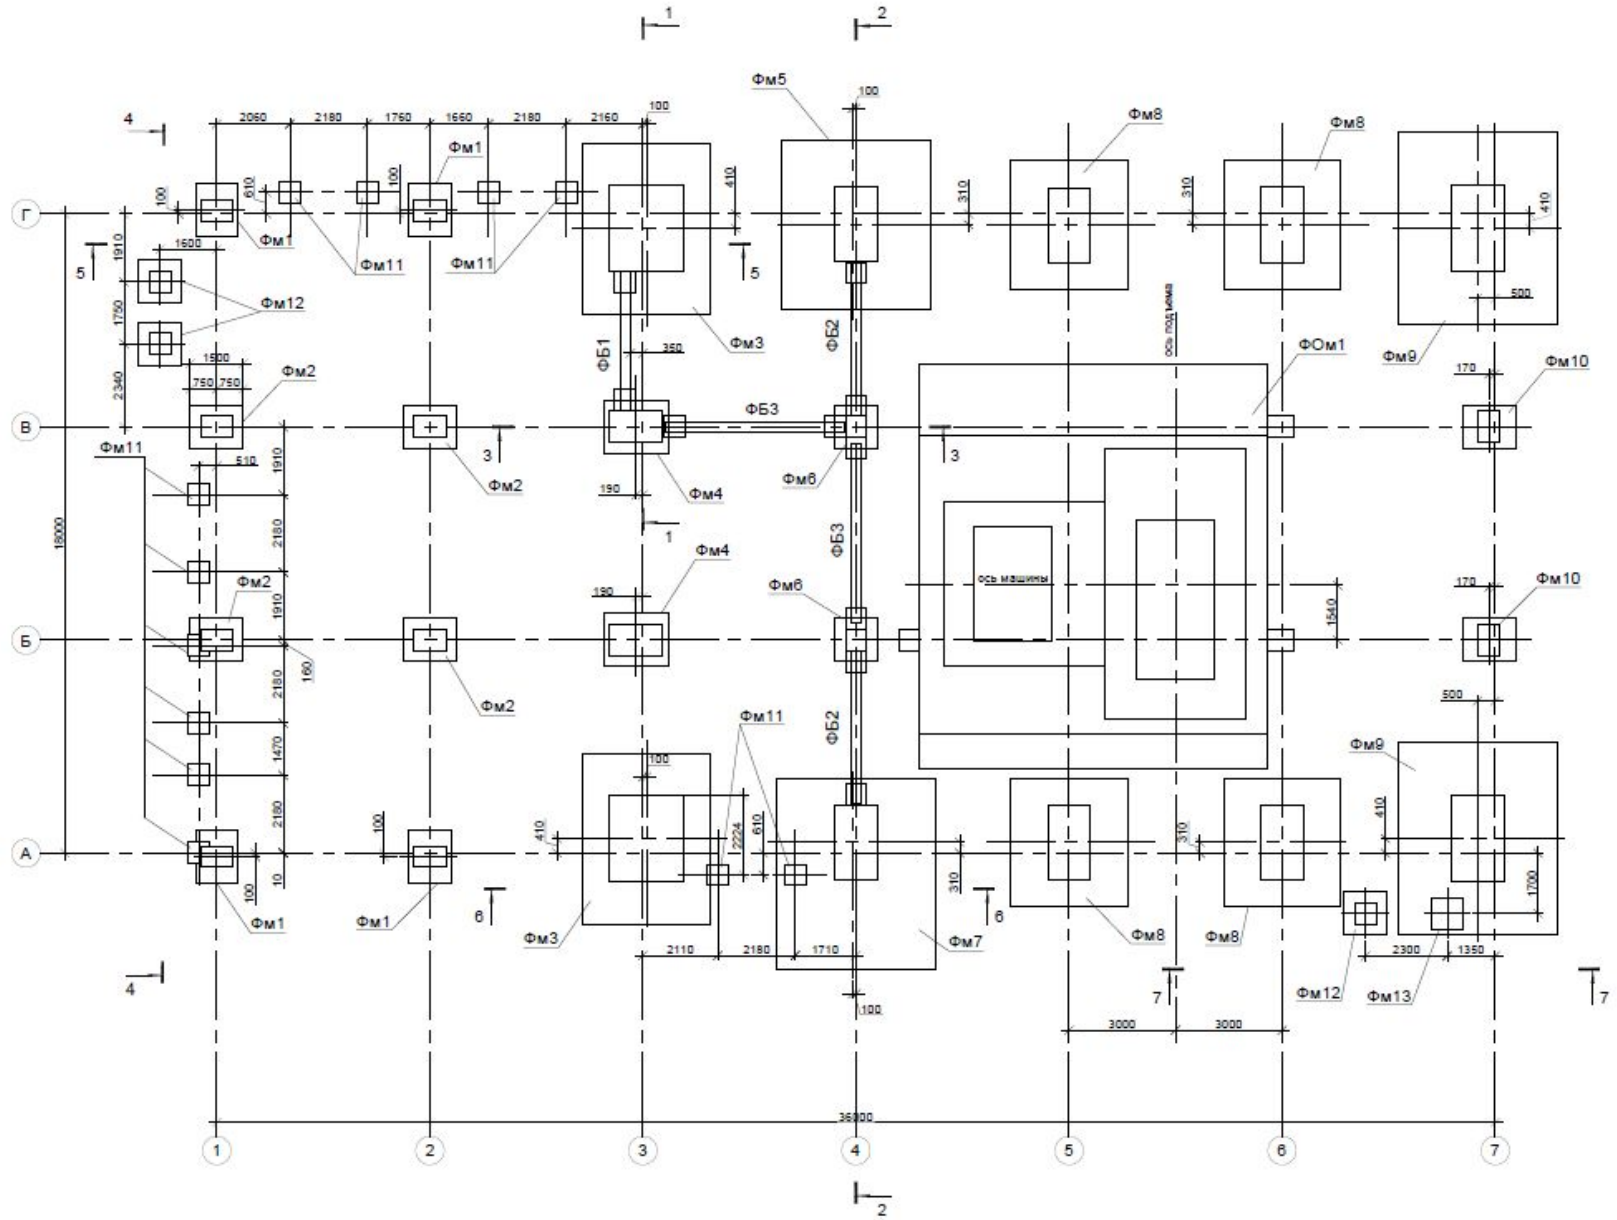 1
2
Фм5
100
100
4
2060
2180
1760
1660
2180
2160
Фм8
Фм8
Фм1
100
610
100
410
310
310
410
Г
1910
1600
Фм1
Фм11
Фм11
5
5
500
Фм12
1750
ось подъема
ФБ2
Фм3
ФБ1
350
ФОм1
Фм9
1500
750
750
Фм2
2340
170
Фм10
ФБ3
В
Фм11
510
1910
3
Фм2
190
Фм4
Фм6
3
18000
2180
1
ФБ3
Фм4
ось машины
Фм2
1910
190
Фм6
170
Фм10
1540
Б
160
2180
Фм2
500
Фм11
ФБ2
Фм9
1470
100
2180
100
410
2224
610
310
410
А
10
100
310
1700
Фм1
Фм1
6
6
Фм3
Фм7
Фм8
Фм8
2110
2180
1710
2300
1350
4
Фм12
Фм13
7
7
100
3000
3000
36000
1
2
3
4
5
6
7
2